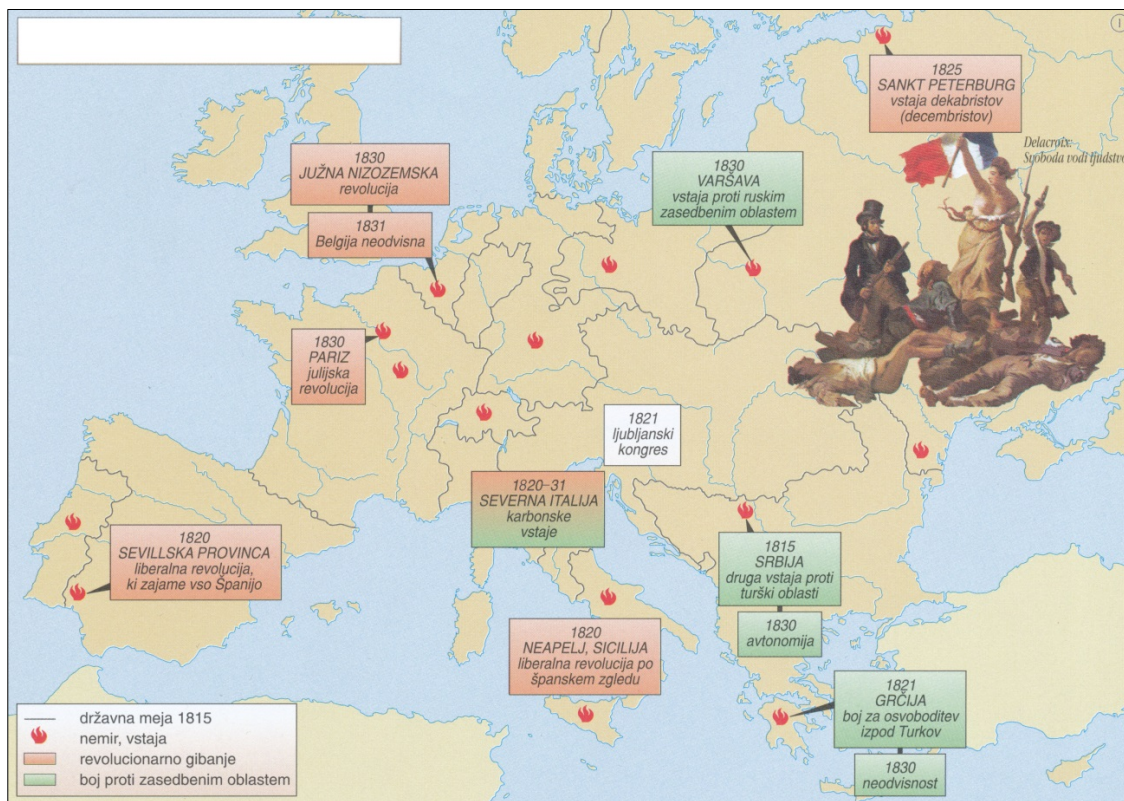 1825
SANKT PETERBURG
vstaja dekabristov
(decembristov)
Delacroix:
Svoboda vodi ljudstvo
1830
JUŽNA NIZOZEMSKA
revolucija
1831
Belgija neodvisna
1830
VARŠAVA
vstaja proti ruskim
zasedbenim oblastem
1830
PARIZ
julijska
revolucija
1821
ljubljanski
kongres
1820–31
SEVERNA ITALIJA
karbonske
vstaje
1820
SEVILLSKA PROVINCA
liberalna revolucija,
ki zajame vso Španijo
1815
SRBIJA
druga vstaja proti
turški oblasti
1830
avtonomija
1820
NEAPELJ, SICILIJA
liberalna revolucija po
španskem zgledu
1821
GRČIJA
boj za osvoboditev
izpod Turkov
1830
neodvisnost
državna meja 1815
nemir, vstaja
revolucionarno gibanje
boj proti zasedbenim oblastem